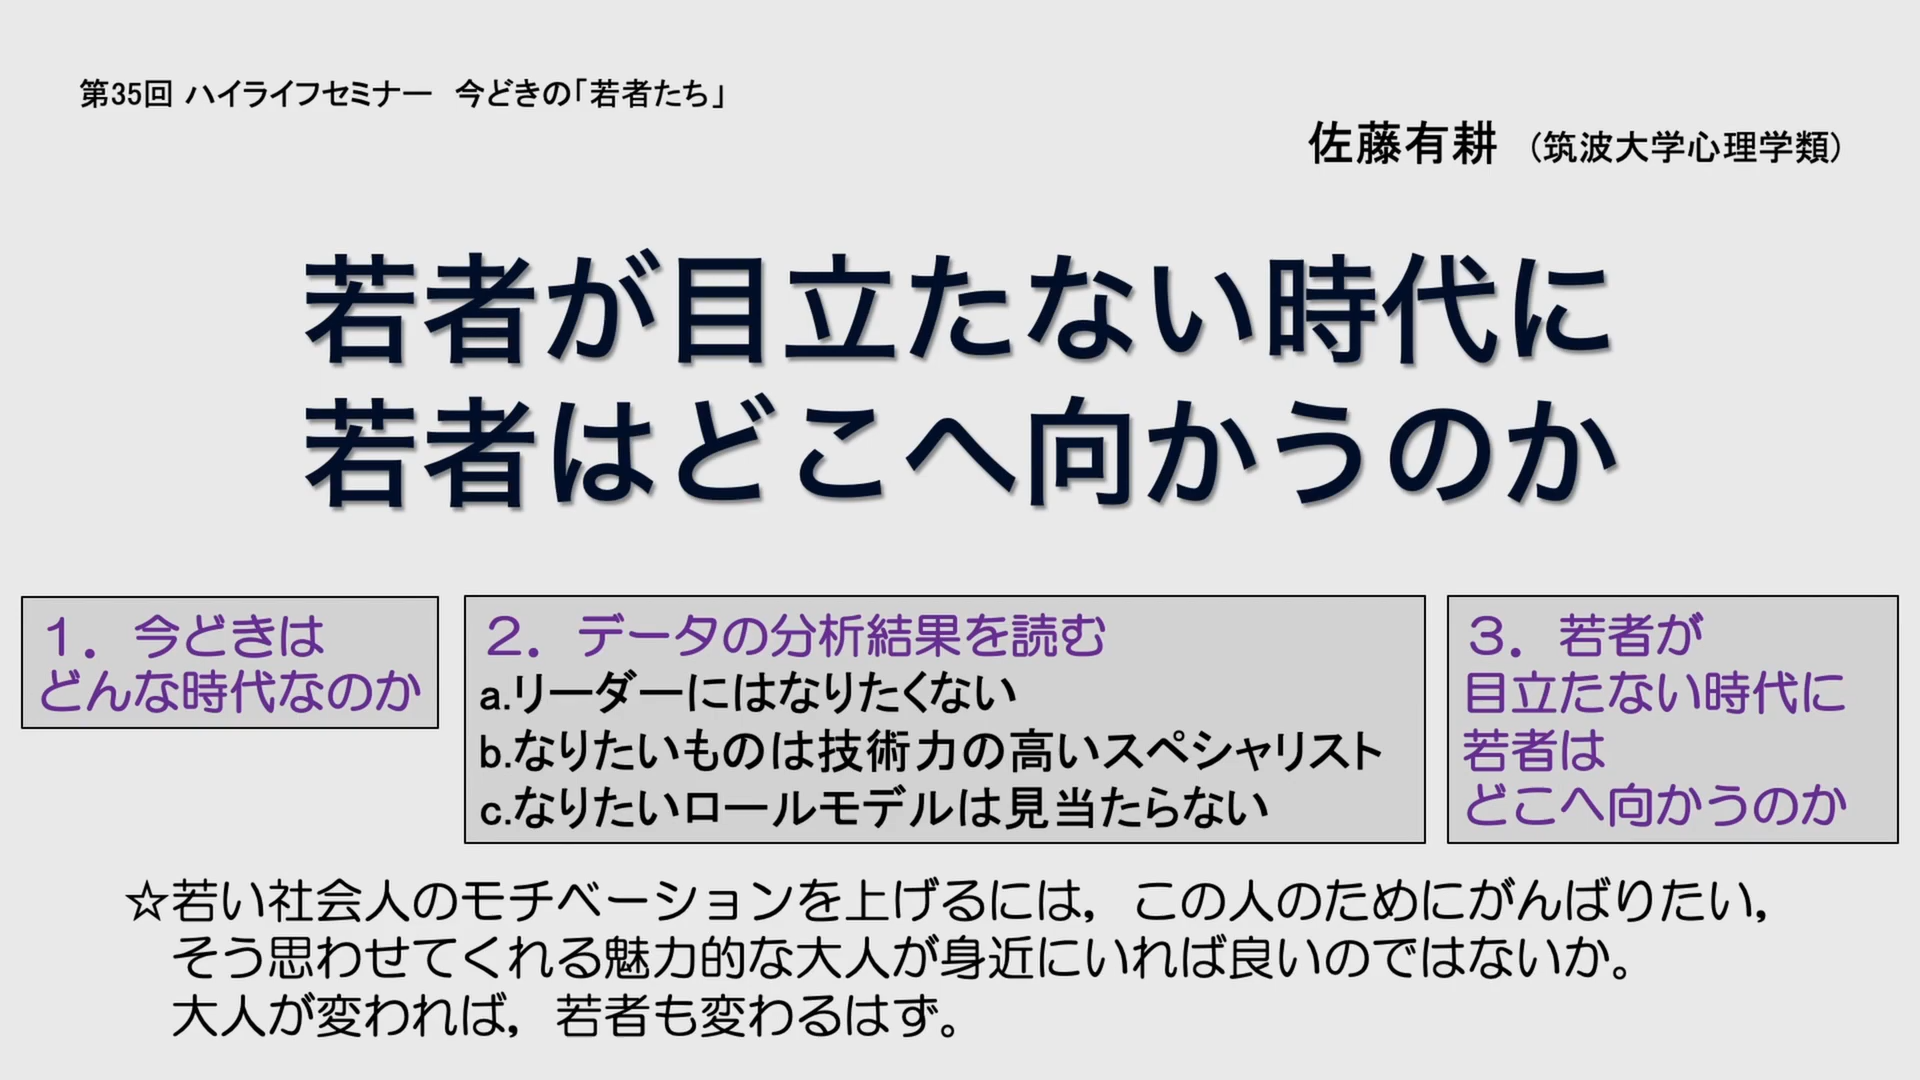 第35回 ハイライフセミナー　今どきの「若者たち」
佐藤有耕　（筑波大学心理学類）
若者が目立たない時代に
若者はどこへ向かうのか
１．今どきは
どんな時代なのか
２．データの分析結果を読む
a.リーダーにはなりたくない
b.なりたいものは技術力の高いスペシャリスト
c.なりたいロールモデルは見当たらない
３．若者が
目立たない時代に
若者は
どこへ向かうのか
☆若い社会人のモチベーションを上げるには，この人のためにがんばりたい，
そう思わせてくれる魅力的な大人が身近にいれば良いのではないか。
大人が変われば，若者も変わるはず。